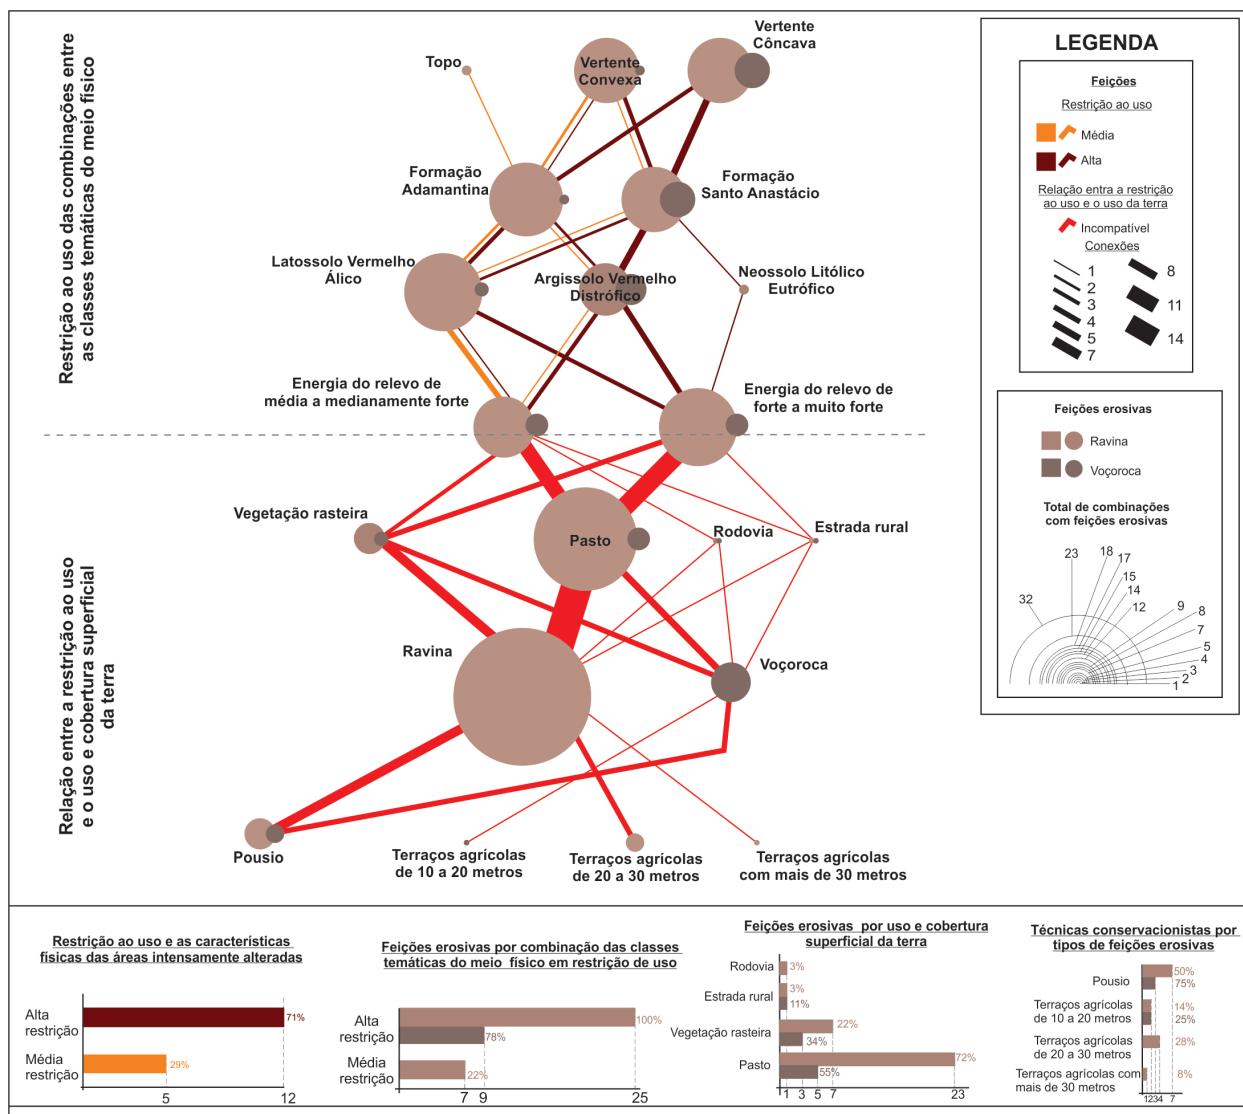 Restrição ao uso das combinações entre
as classes temáticas do meio físico
Topo
Vertente
Convexa
Vertente
Côncava
Formação
Adamantina
Formação
Santo Anastácio
Latossolo Vermelho
Álico
Argissolo Vermelho
Distrófico
Neossolo Litólico
Eutrófico
Energia do relevo de
média a medianamente forte
Energia do relevo de
forte a muito forte
Relação entre a restrição ao uso
e o uso e cobertura superficial
da terra
Vegetação rasteira
Pasto
Rodovia
Estrada rural
Ravina
Voçoroca
Pousio
Terraços agrícolas
de 10 a 20 metros
Terraços agrícolas
de 20 a 30 metros
Terraços agrícolas
com mais de 30 metros
LEGENDA
Feições
Restrição ao uso
Média
Alta
Relação entre a restrição
ao uso e o uso da terra
Incompatível
Conexões
1
2
3
4
5
7
8
11
14
Feições erosivas
Ravina
Voçoroca
Total de combinações
com feições erosivas
32
23
18
17
15
14
12
9
8
7
5
4
3
2
1
Restrição ao uso e as características
físicas das áreas intensamente alteradas
Alta
restrição
71%
Média
restrição
29%
5
12
Feições erosivas por combinação das classes
temáticas do meio físico em restrição de uso
Alta
restrição
100%
78%
Média
restrição
22%
7
9
25
Feições erosivas por uso e cobertura
superficial da terra
Rodovia
3%
Estrada rural
3%
11%
Vegetação rasteira
22%
34%
Pasto
72%
55%
1
3
5
7
23
Técnicas conservacionistas por
tipos de feições erosivas
Pousio
50%
75%
Terraços agrícolas
de 10 a 20 metros
14%
25%
Terraços agrícolas
de 20 a 30 metros
28%
Terraços agrícolas com
mais de 30 metros
8%
1234 7